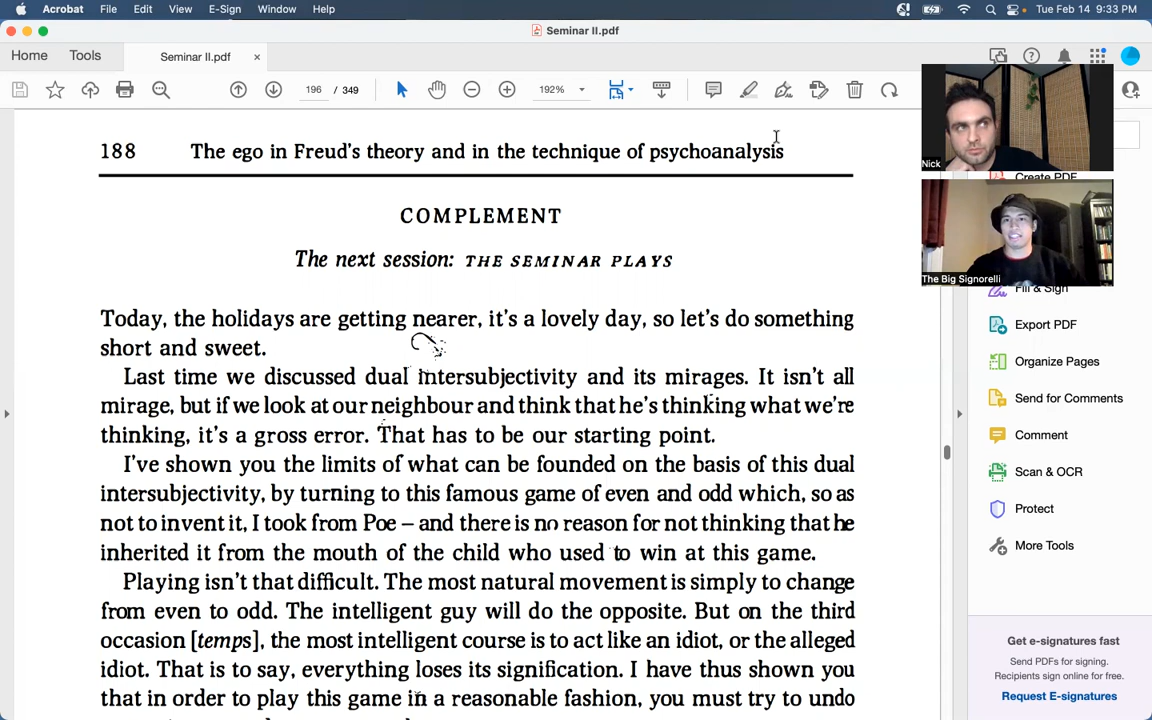 Acrobat File Edit View E-Sign Window Help Tue Feb 14 9:33 PM
Seminar II.pdf
Home Tools Seminar II.pdf ×
196 / 349 192%
188 The ego in Freud's theory and in the technique of psychoanalysis
COMPLEMENT
The next session: THE SEMINAR PLAYS
Today, the holidays are getting nearer, it's a lovely day, so let's do something
short and sweet.
Last time we discussed dual intersubjectivity and its mirages. It isn't all
mirage, but if we look at our neighbour and think that he's thinking what we're
thinking, it's a gross error. That has to be our starting point.
I've shown you the limits of what can be founded on the basis of this dual
intersubjectivity, by turning to this famous game of even and odd which, so as
not to invent it, I took from Poe – and there is no reason for not thinking that he
inherited it from the mouth of the child who used to win at this game.
Playing isn't that difficult. The most natural movement is simply to change
from even to odd. The intelligent guy will do the opposite. But on the third
occasion [temps], the most intelligent course is to act like an idiot, or the alleged
idiot. That is to say, everything loses its signification. I have thus shown you
that in order to play this game in a reasonable fashion, you must try to undo
Nick
The Big Signorelli
Create PDF
Fill & Sign
Export PDF
Organize Pages
Send for Comments
Comment
Scan & OCR
Protect
More Tools
Get e-signatures fast
Send PDFs for signing.
Recipients sign online for free.
Request E-signatures